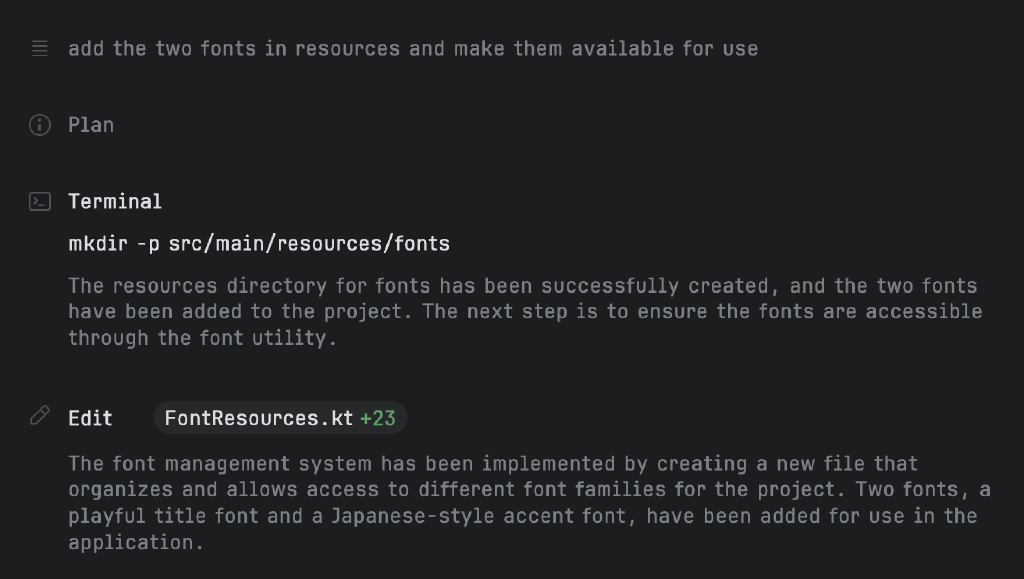 add the two fonts in resources and make them available for use
Plan
Terminal
mkdir -p src/main/resources/fonts
The resources directory for fonts has been successfully created, and the two fonts
have been added to the project. The next step is to ensure the fonts are accessible
through the font utility.
Edit FontResources.kt +23
The font management system has been implemented by creating a new file that
organizes and allows access to different font families for the project. Two fonts, a
playful title font and a Japanese-style accent font, have been added for use in the
application.